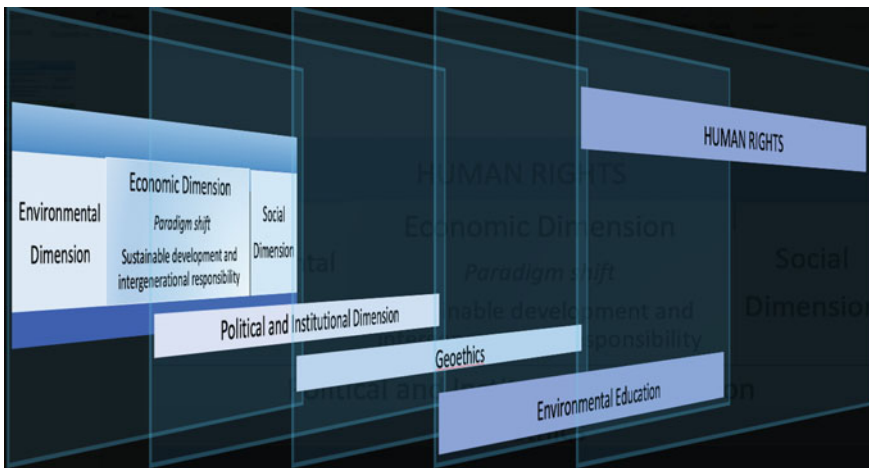 HUMAN RIGHTS
Environmental
Dimension
Economic Dimension
Paradigm shift
Sustainable development and
intergenerational responsibility
Social
Dimension
Political and Institutional Dimension
Geoethics
Environmental Education
HUMAN RIGHTS
Economic Dimension
Paradigm shift
Social
Dimension